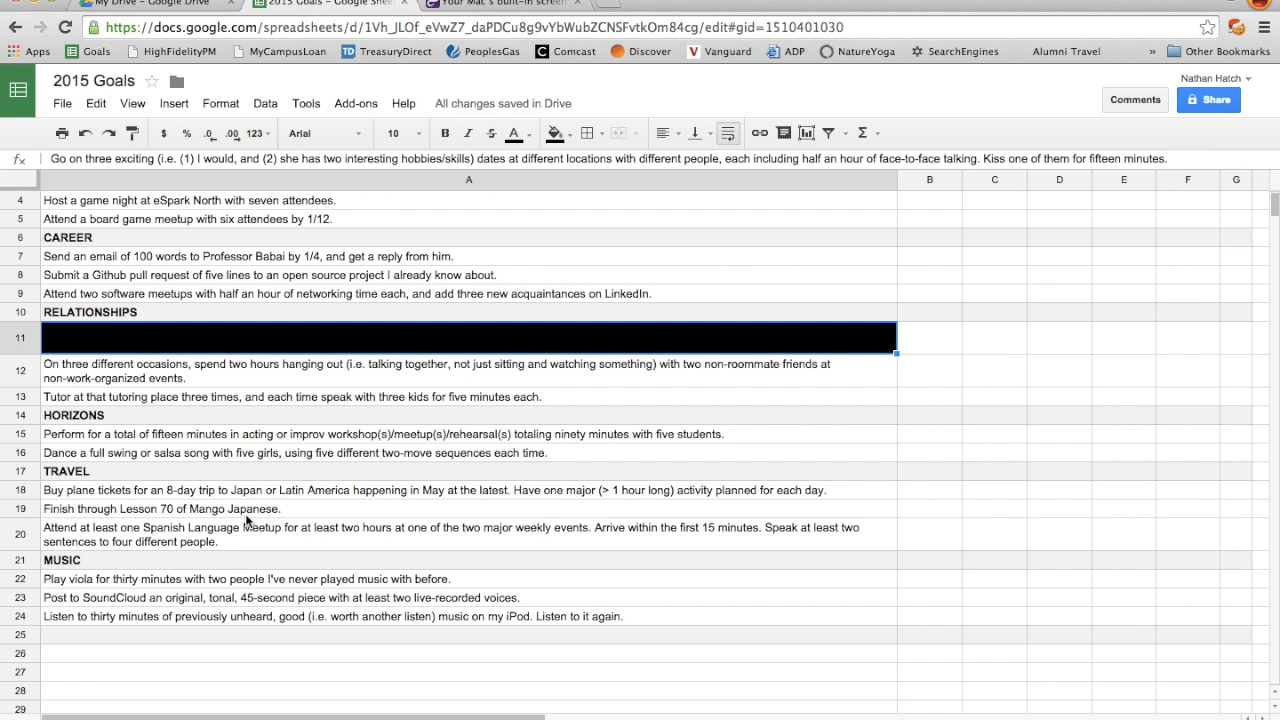 My Drive – Google Drive
2015 Goals – Google Sheet
Your Mac's built-in screen
https://docs.google.com/spreadsheets/d/1Vh_JLOf_eVwZ7_daPDCu8g9vYbWubZCNSFvtkOm84cg/edit#gid=1510401030
Apps Goals HighFidelityPM MyCampusLoan TD TreasuryDirect PeoplesGas Comcast Discover Vanguard ADP NatureYoga SearchEngines Alumni Travel » Other Bookmarks
2015 Goals
Nathan Hatch
File Edit View Insert Format Data Tools Add-ons Help All changes saved in Drive
Comments Share
$ % .0 .00 123 Arial 10 B I S A Σ
fx Go on three exciting (i.e. (1) I would, and (2) she has two interesting hobbies/skills) dates at different locations with different people, each including half an hour of face-to-face talking. Kiss one of them for fifteen minutes.
A B C D E F G
4 Host a game night at eSpark North with seven attendees.
5 Attend a board game meetup with six attendees by 1/12.
6 CAREER
7 Send an email of 100 words to Professor Babai by 1/4, and get a reply from him.
8 Submit a Github pull request of five lines to an open source project I already know about.
9 Attend two software meetups with half an hour of networking time each, and add three new acquaintances on LinkedIn.
10 RELATIONSHIPS
11
12 On three different occasions, spend two hours hanging out (i.e. talking together, not just sitting and watching something) with two non-roommate friends at
non-work-organized events.
13 Tutor at that tutoring place three times, and each time speak with three kids for five minutes each.
14 HORIZONS
15 Perform for a total of fifteen minutes in acting or improv workshop(s)/meetup(s)/rehearsal(s) totaling ninety minutes with five students.
16 Dance a full swing or salsa song with five girls, using five different two-move sequences each time.
17 TRAVEL
18 Buy plane tickets for an 8-day trip to Japan or Latin America happening in May at the latest. Have one major (> 1 hour long) activity planned for each day.
19 Finish through Lesson 70 of Mango Japanese.
20 Attend at least one Spanish Language Meetup for at least two hours at one of the two major weekly events. Arrive within the first 15 minutes. Speak at least two
sentences to four different people.
21 MUSIC
22 Play viola for thirty minutes with two people I've never played music with before.
23 Post to SoundCloud an original, tonal, 45-second piece with at least two live-recorded voices.
24 Listen to thirty minutes of previously unheard, good (i.e. worth another listen) music on my iPod. Listen to it again.
25
26
27
28
29